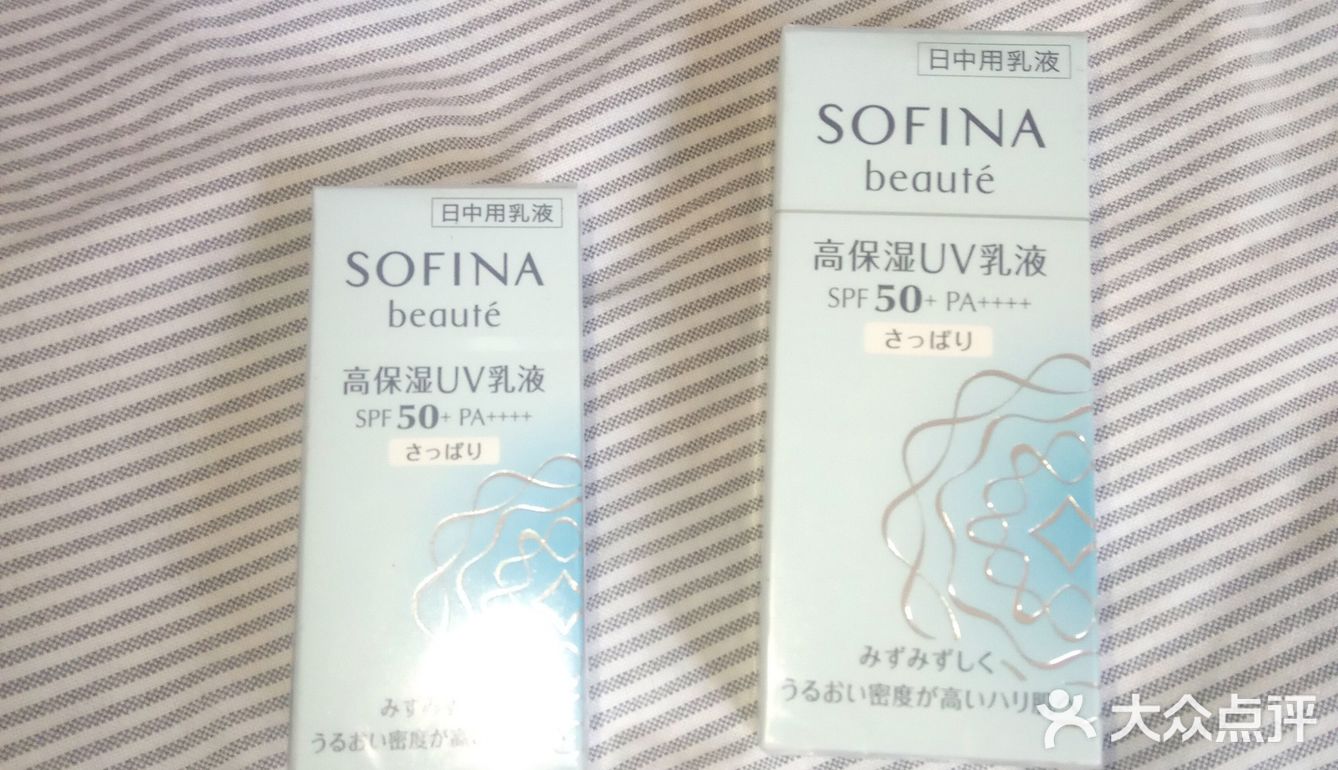 日中用乳液
SOFINA
beauté
高保湿UV乳液
SPF 50+ PA++++
さっぱり
みずみず
うるおい密度が高い
日中用乳液
SOFINA
beauté
高保湿UV乳液
SPF 50+ PA++++
さっぱり
みずみずしく
うるおい密度が高いハリ肌
大众点评